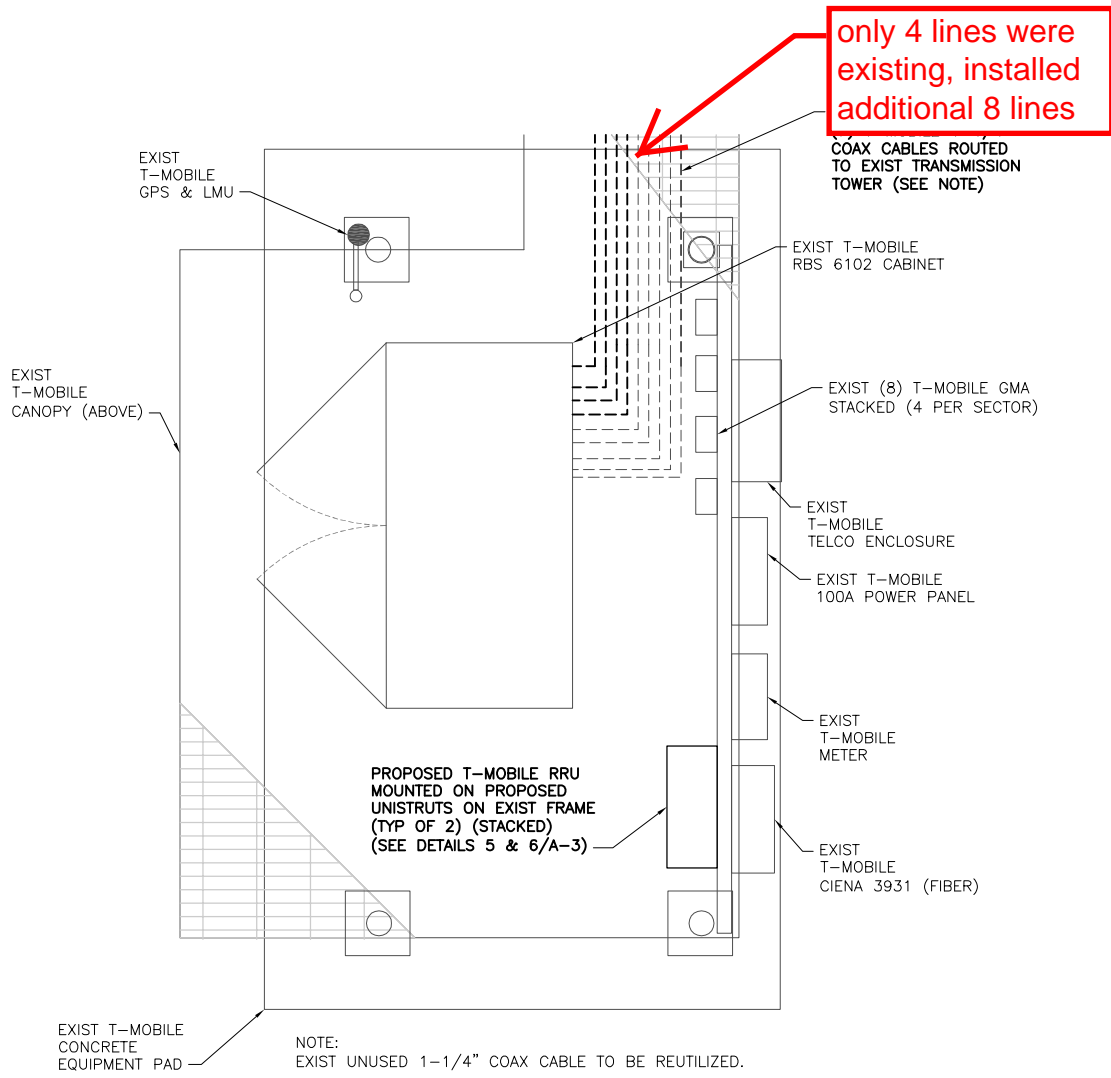 only 4 lines were
existing, installed
additional 8 lines
COAX CABLES ROUTED
TO EXIST TRANSMISSION
TOWER (SEE NOTE)
EXIST
T-MOBILE
GPS & LMU
EXIST T-MOBILE
RBS 6102 CABINET
EXIST
T-MOBILE
CANOPY (ABOVE)
EXIST (8) T-MOBILE GMA
STACKED (4 PER SECTOR)
EXIST
T-MOBILE
TELCO ENCLOSURE
EXIST T-MOBILE
100A POWER PANEL
EXIST
T-MOBILE
METER
PROPOSED T-MOBILE RRU
MOUNTED ON PROPOSED
UNISTRUTS ON EXIST FRAME
(TYP OF 2) (STACKED)
(SEE DETAILS 5 & 6/A-3)
EXIST
T-MOBILE
CIENA 3931 (FIBER)
EXIST T-MOBILE
CONCRETE
EQUIPMENT PAD
NOTE:
EXIST UNUSED 1-1/4" COAX CABLE TO BE REUTILIZED.